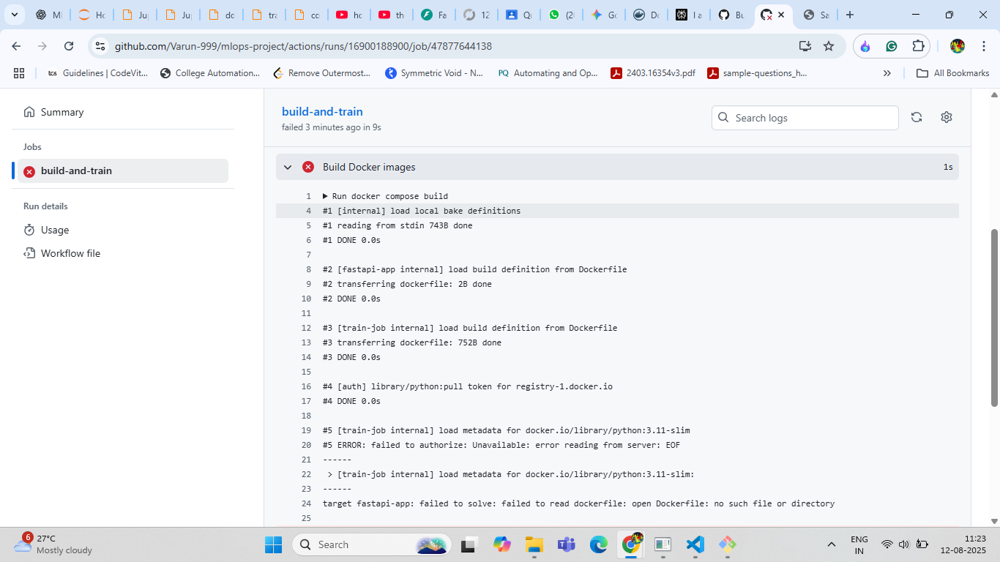 Mi
Ho
Ju
Ju
do
tra
co
ho
th
Fa
12
Qu
(2
Go
Do
I a
Bu
Sa
github.com/Varun-999/mlops-project/actions/runs/16900188900/job/47877644138
tcs Guidelines | CodeVit...
College Automation...
Remove Outermost...
Symmetric Void - N...
PQ Automating and Op...
2403.16354v3.pdf
sample-questions_h...
All Bookmarks
Summary
Jobs
build-and-train
Run details
Usage
Workflow file
build-and-train
failed 3 minutes ago in 9s
Search logs
Build Docker images 1s
1 Run docker compose build
4 #1 [internal] load local bake definitions
5 #1 reading from stdin 743B done
6 #1 DONE 0.0s
7
8 #2 [fastapi-app internal] load build definition from Dockerfile
9 #2 transferring dockerfile: 2B done
10 #2 DONE 0.0s
11
12 #3 [train-job internal] load build definition from Dockerfile
13 #3 transferring dockerfile: 752B done
14 #3 DONE 0.0s
15
16 #4 [auth] library/python:pull token for registry-1.docker.io
17 #4 DONE 0.0s
18
19 #5 [train-job internal] load metadata for docker.io/library/python:3.11-slim
20 #5 ERROR: failed to authorize: Unavailable: error reading from server: EOF
21 ------
22 > [train-job internal] load metadata for docker.io/library/python:3.11-slim:
23 ------
24 target fastapi-app: failed to solve: failed to read dockerfile: open Dockerfile: no such file or directory
25
6
27°C
Mostly cloudy
Search
ENG
IN
11:23
12-08-2025